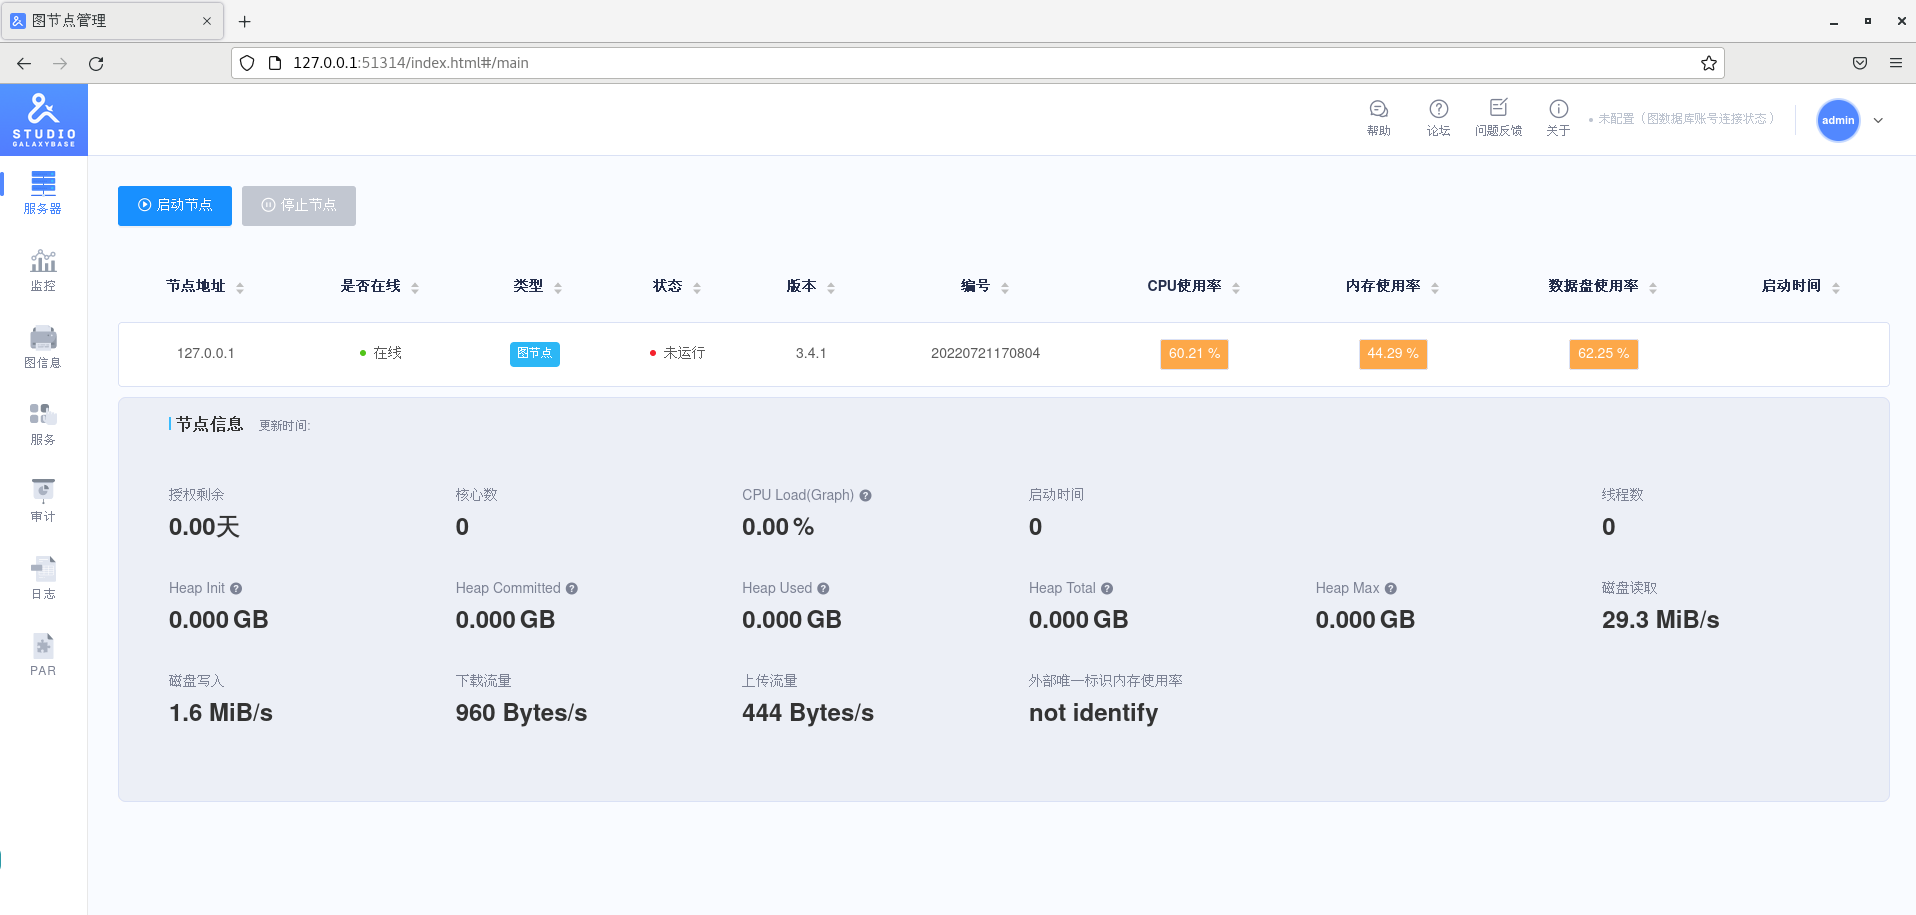 图节点管理
127.0.0.1:51314/index.html#/main
STUDIO
GALAXYBASE
帮助
论坛
问题反馈
关于
未配置（图数据库账号连接状态）
admin
服务器
监控
图信息
服务
审计
日志
PAR
启动节点 停止节点
节点地址 是否在线 类型 状态 版本 编号 CPU使用率 内存使用率 数据盘使用率 启动时间
127.0.0.1 在线 图节点 未运行 3.4.1 20220721170804 60.21 % 44.29 % 62.25 %
节点信息 更新时间:
授权剩余 核心数 CPU Load(Graph) 启动时间 线程数
0.00天 0 0.00 % 0 0
Heap Init Heap Committed Heap Used Heap Total Heap Max 磁盘读取
0.000 GB 0.000 GB 0.000 GB 0.000 GB 0.000 GB 29.3 MiB/s
磁盘写入 下载流量 上传流量 外部唯一标识内存使用率
1.6 MiB/s 960 Bytes/s 444 Bytes/s not identify